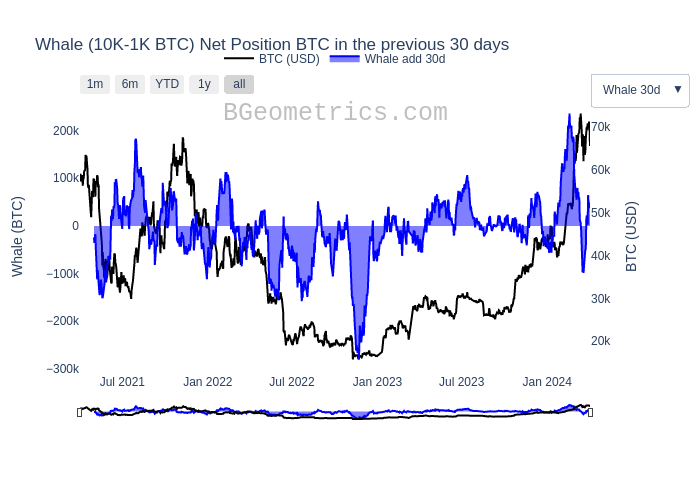 Whale (10K-1K BTC) Net Position BTC in the previous 30 days
BTC (USD) Whale add 30d
1m 6m YTD 1y all
Whale 30d ▼
BGeometrics.com
200k
100k
0
−100k
−200k
−300k
Whale (BTC)
70k
60k
50k
40k
30k
20k
BTC (USD)
Jul 2021 Jan 2022 Jul 2022 Jan 2023 Jul 2023 Jan 2024